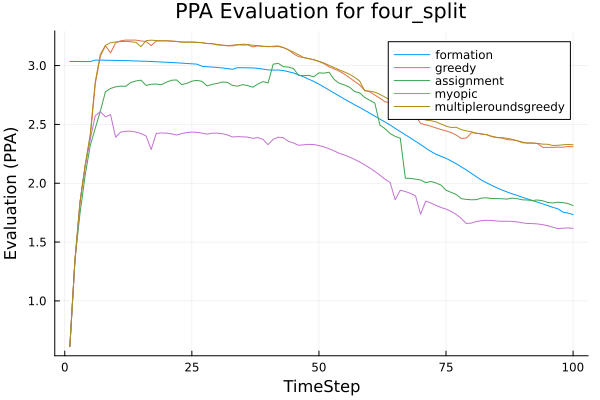 PPA Evaluation for four_split
Evaluation (PPA)
3.0
2.5
2.0
1.5
1.0
formation
greedy
assignment
myopic
multipleroundsgreedy
0 25 50 75 100
TimeStep